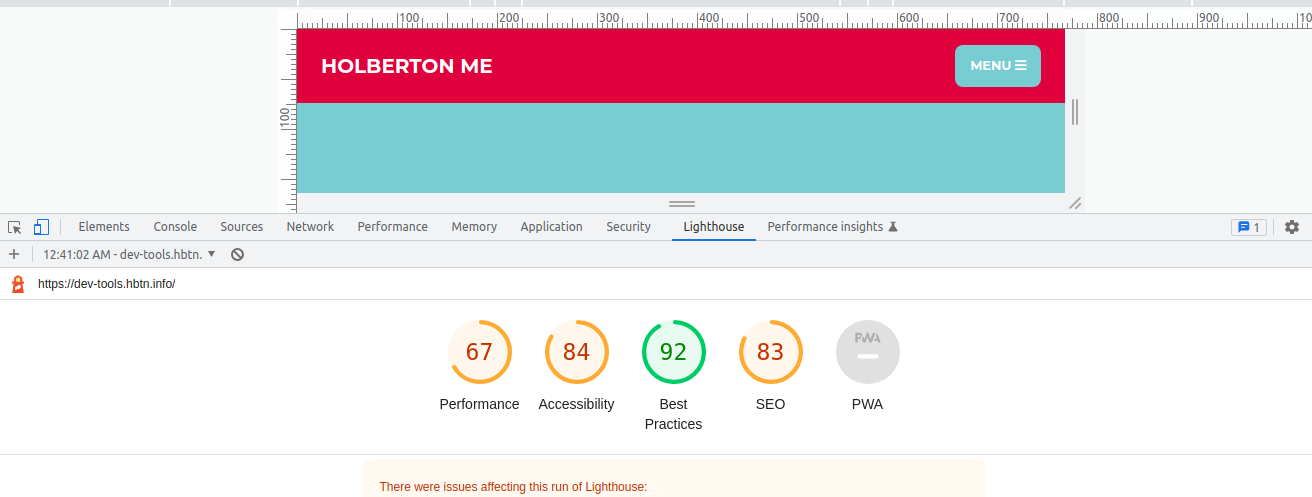 100 200 300 400 500 600 700 800 900
HOLBERTON ME
MENU
100
Elements Console Sources Network Performance Memory Application Security Lighthouse Performance insights 1
12:41:02 AM - dev-tools.hbtn.
https://dev-tools.hbtn.info/
67 84 92 83 PWA
Performance Accessibility Best Practices SEO PWA
There were issues affecting this run of Lighthouse: